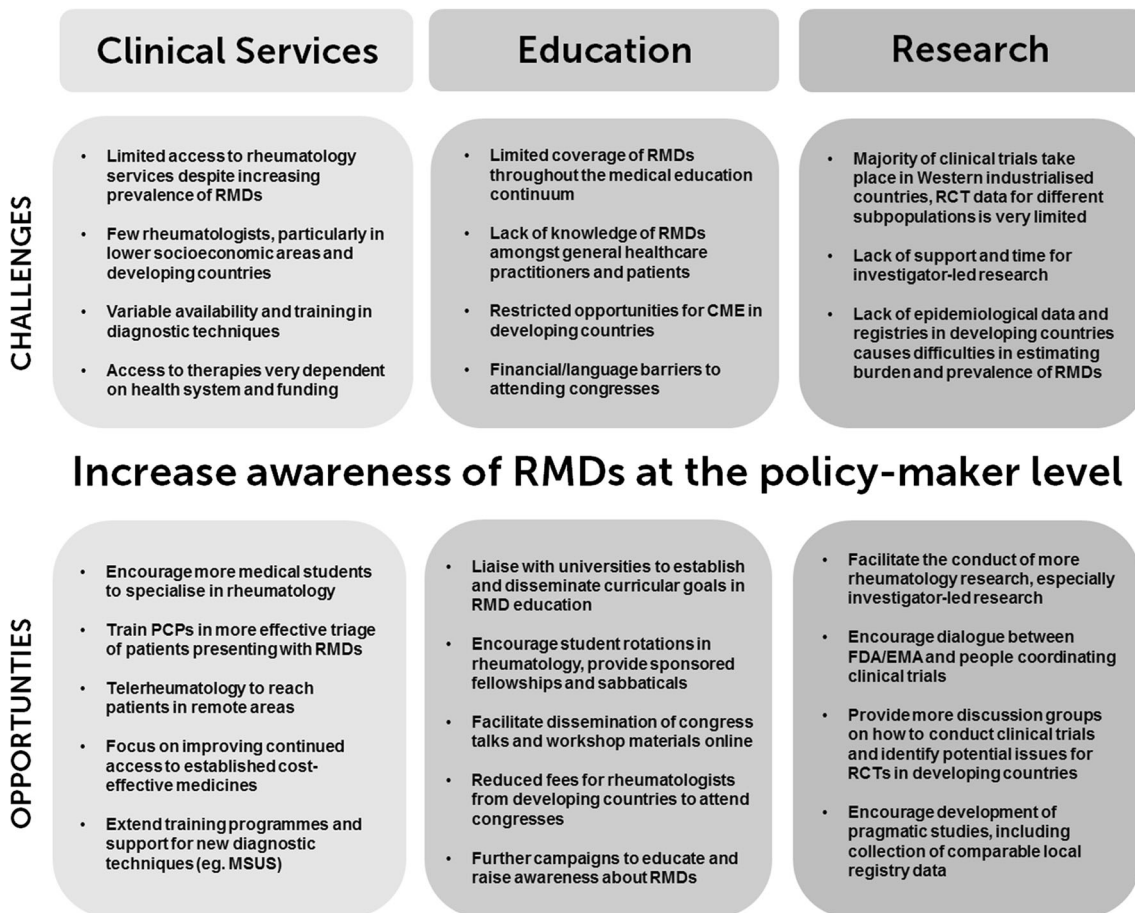 Clinical Services
Education
Research
CHALLENGES
• Limited access to rheumatology
services despite increasing
prevalence of RMDs
• Few rheumatologists, particularly in
lower socioeconomic areas and
developing countries
• Variable availability and training in
diagnostic techniques
• Access to therapies very dependent
on health system and funding
• Limited coverage of RMDs
throughout the medical education
continuum
• Lack of knowledge of RMDs
amongst general healthcare
practitioners and patients
• Restricted opportunities for CME in
developing countries
• Financial/language barriers to
attending congresses
• Majority of clinical trials take
place in Western industrialised
countries, RCT data for different
subpopulations is very limited
• Lack of support and time for
investigator-led research
• Lack of epidemiological data and
registries in developing countries
causes difficulties in estimating
burden and prevalence of RMDs
Increase awareness of RMDs at the policy-maker level
OPPORTUNTIES
• Encourage more medical students
to specialise in rheumatology
• Train PCPs in more effective triage
of patients presenting with RMDs
• Telerheumatology to reach
patients in remote areas
• Focus on improving continued
access to established cost-
effective medicines
• Extend training programmes and
support for new diagnostic
techniques (eg. MSUS)
• Liaise with universities to establish
and disseminate curricular goals in
RMD education
• Encourage student rotations in
rheumatology, provide sponsored
fellowships and sabbaticals
• Facilitate dissemination of congress
talks and workshop materials online
• Reduced fees for rheumatologists
from developing countries to attend
congresses
• Further campaigns to educate and
raise awareness about RMDs
• Facilitate the conduct of more
rheumatology research, especially
investigator-led research
• Encourage dialogue between
FDA/EMA and people coordinating
clinical trials
• Provide more discussion groups
on how to conduct clinical trials
and identify potential issues for
RCTs in developing countries
• Encourage development of
pragmatic studies, including
collection of comparable local
registry data